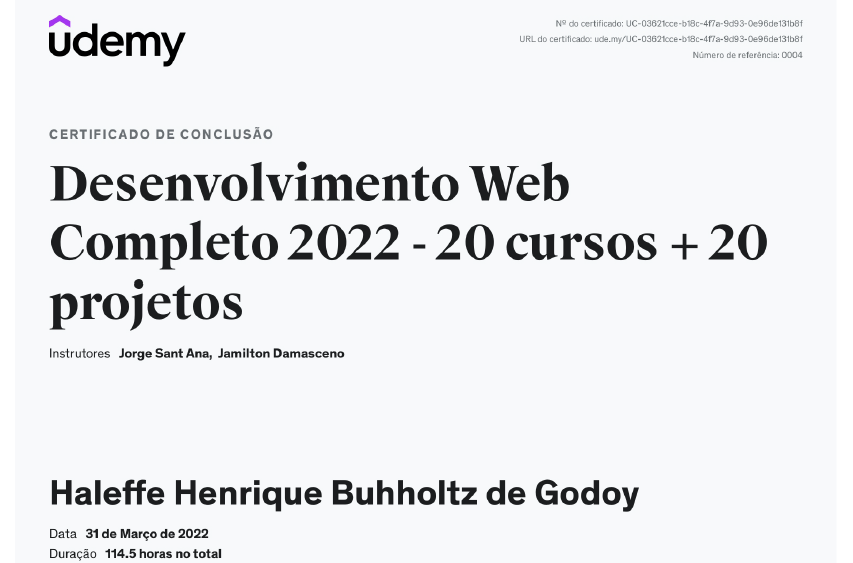 udemy
Nº do certificado: UC-03621cce-b18c-4f7a-9d93-0e96de131b8f
URL do certificado: ude.my/UC-03621cce-b18c-4f7a-9d93-0e96de131b8f
Número de referência: 0004
CERTIFICADO DE CONCLUSÃO
Desenvolvimento Web
Completo 2022 - 20 cursos + 20
projetos
Instrutores Jorge Sant Ana, Jamilton Damasceno
Haleffe Henrique Buhholtz de Godoy
Data 31 de Março de 2022
Duração 114.5 horas no total